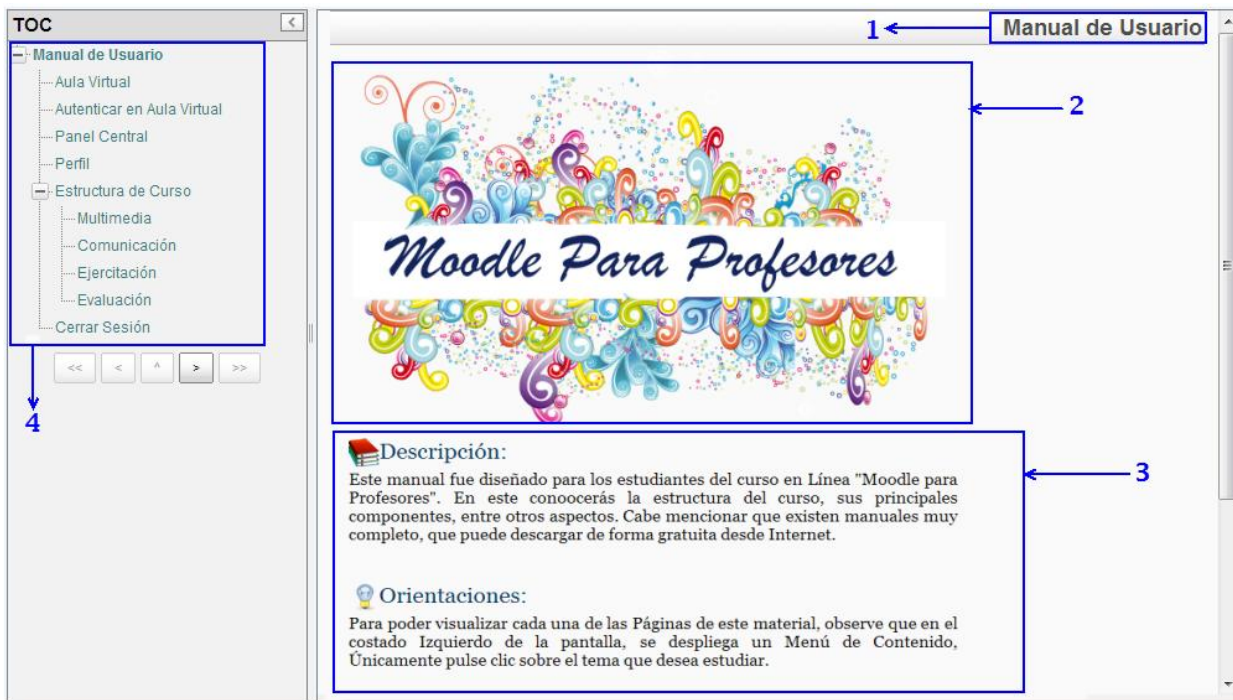 TOC
<
Manual de Usuario
Aula Virtual
Autenticar en Aula Virtual
Panel Central
Perfil
Estructura de Curso
Multimedia
Comunicación
Ejercitación
Evaluación
Cerrar Sesión
<< < ^ > >>
4
1
Manual de Usuario
2
Moodle Para Profesores
Descripción:
Este manual fue diseñado para los estudiantes del curso en Línea "Moodle para
Profesores". En este conoocerás la estructura del curso, sus principales
componentes, entre otros aspectos. Cabe mencionar que existen manuales muy
completo, que puede descargar de forma gratuita desde Internet.
3
Orientaciones:
Para poder visualizar cada una de las Páginas de este material, observe que en el
costado Izquierdo de la pantalla, se despliega un Menú de Contenido,
Únicamente pulse clic sobre el tema que desea estudiar.